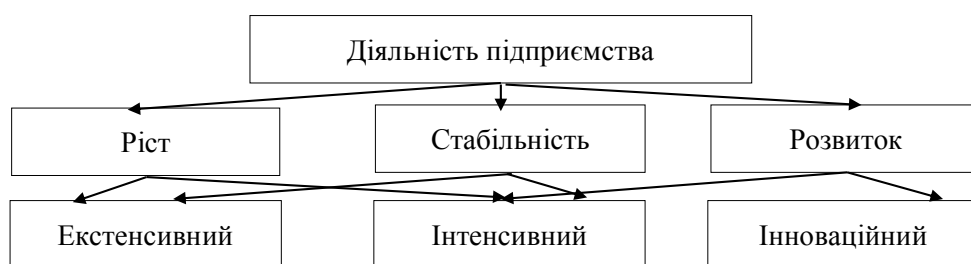 Діяльність підприємства
Ріст
Стабільність
Розвиток
Екстенсивний
Інтенсивний
Інноваційний